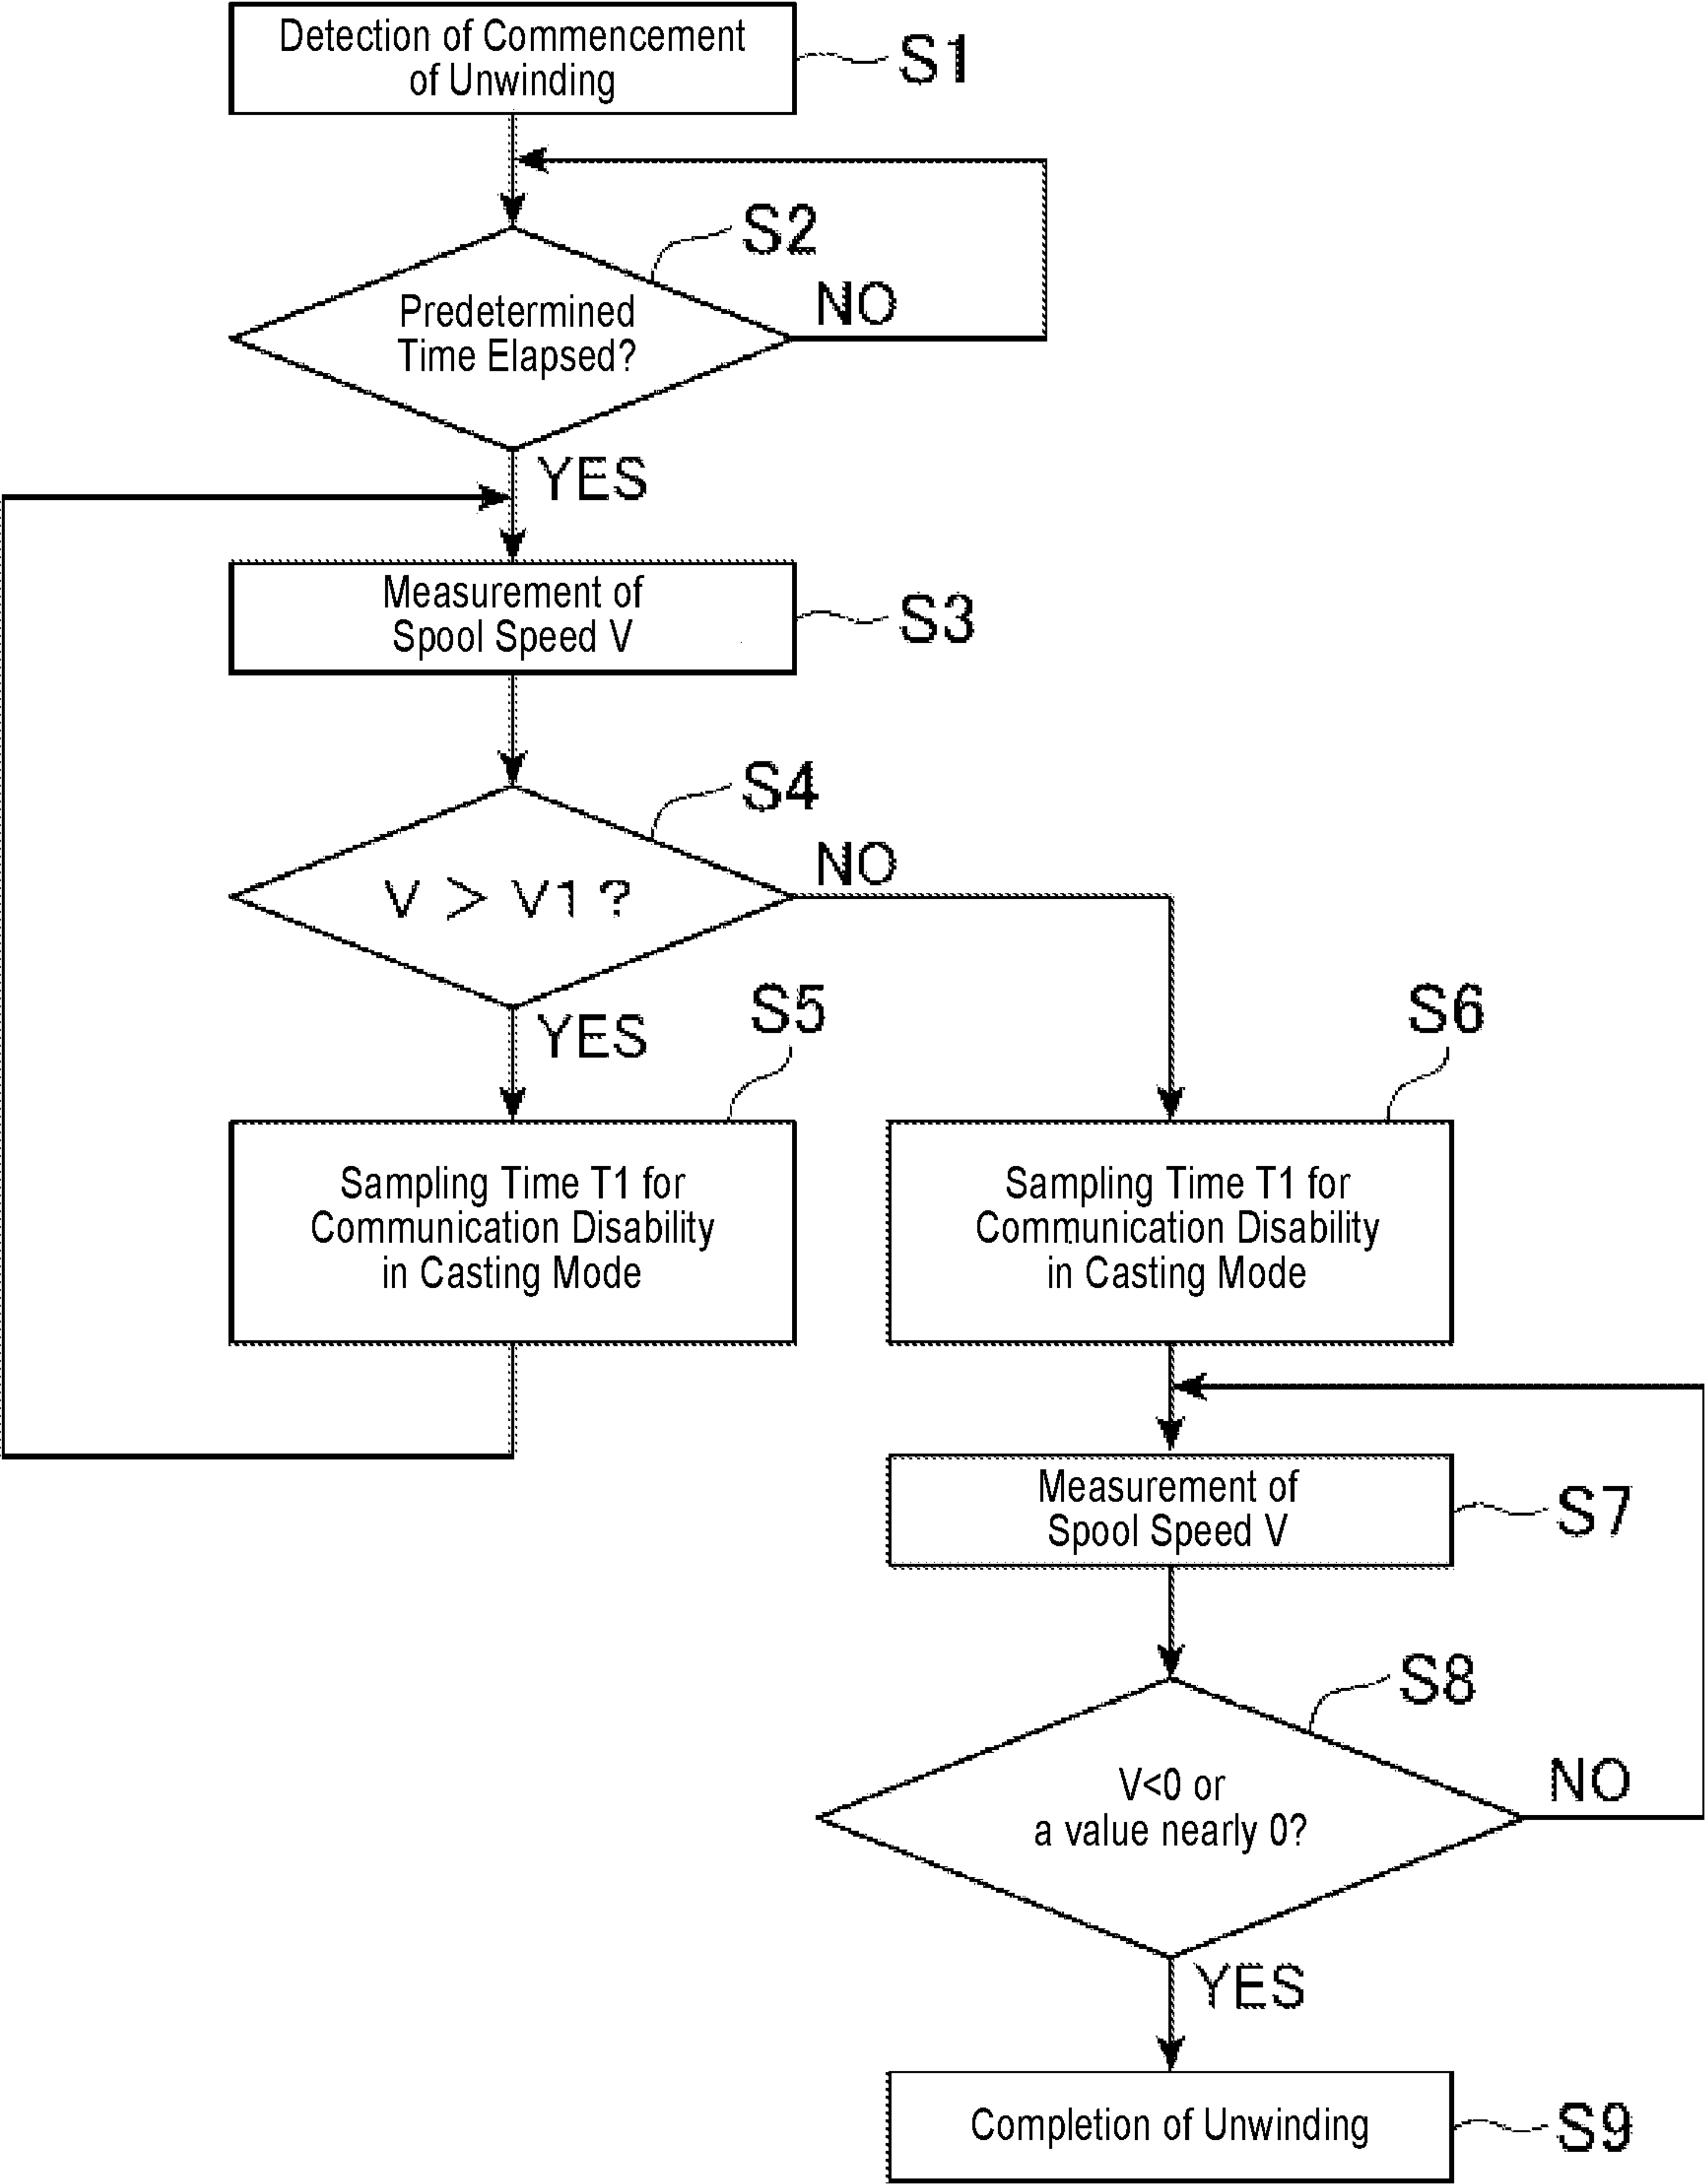 Detection of Commencement
of Unwinding
S1
S2
Predetermined
Time Elapsed?
NO
YES
Measurement of
Spool Speed V
S3
S4
V > V1?
NO
YES
S5
S6
Sampling Time T1 for
Communication Disability
in Casting Mode
Sampling Time T1 for
Communication Disability
in Casting Mode
Measurement of
Spool Speed V
S7
S8
V<0 or
a value nearly 0?
NO
YES
Completion of Unwinding
S9